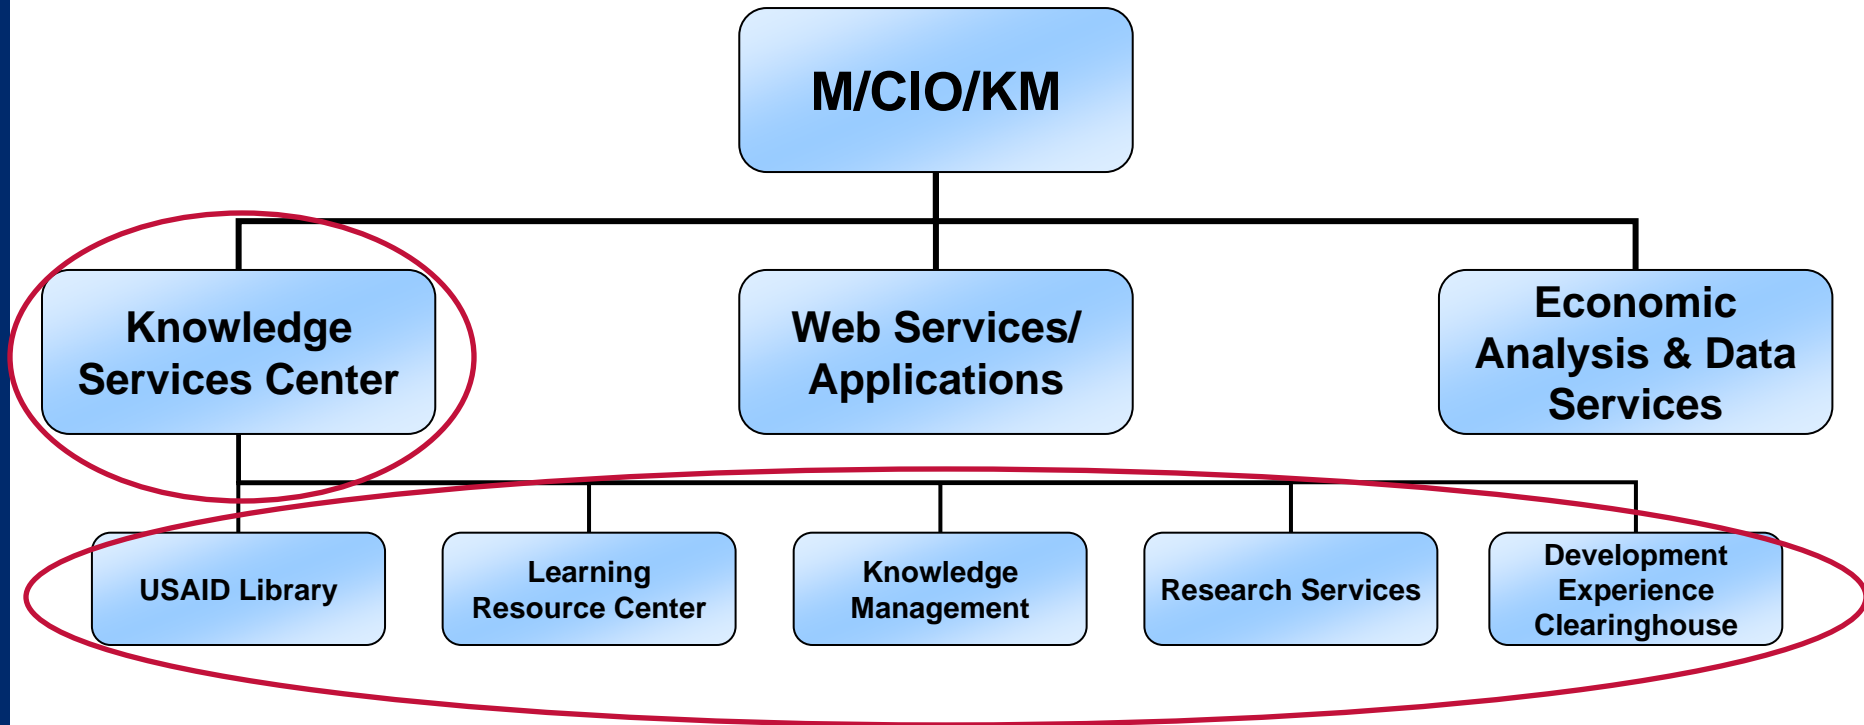 M/CIO/KM
Knowledge
Services Center
Web Services/
Applications
Economic
Analysis & Data
Services
USAID Library
Learning
Resource Center
Knowledge
Management
Research Services
Development
Experience
Clearinghouse